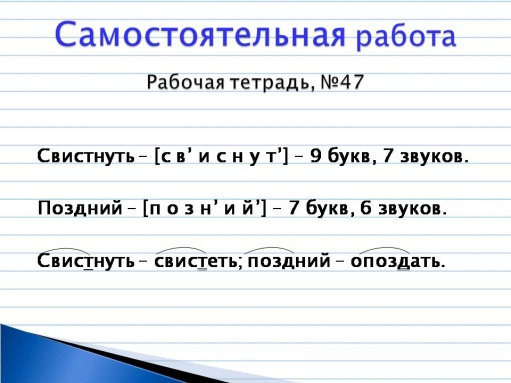 Самостоятельная работа
Рабочая тетрадь, №47
Свистнуть – [с в’ и с н у т’] – 9 букв, 7 звуков.
Поздний – [п о з н’ и й’] – 7 букв, 6 звуков.
Свистнуть – свистеть; поздний – опоздать.